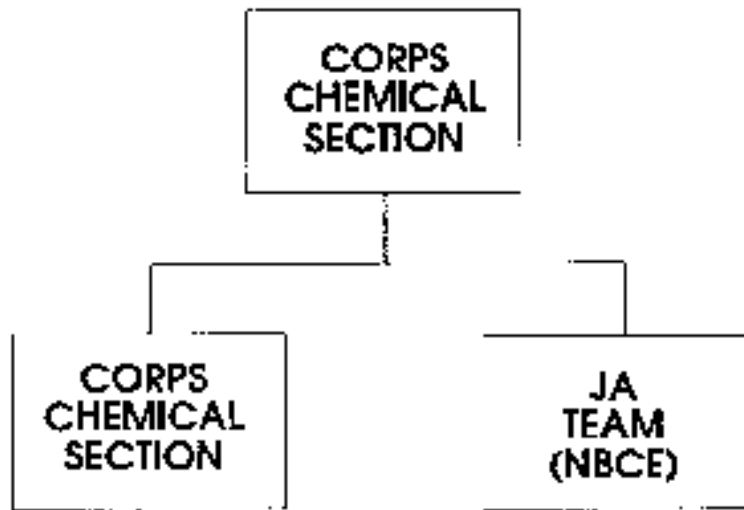 CORPS
CHEMICAL
SECTION
CORPS
CHEMICAL
SECTION
JA
TEAM
(NBCE)